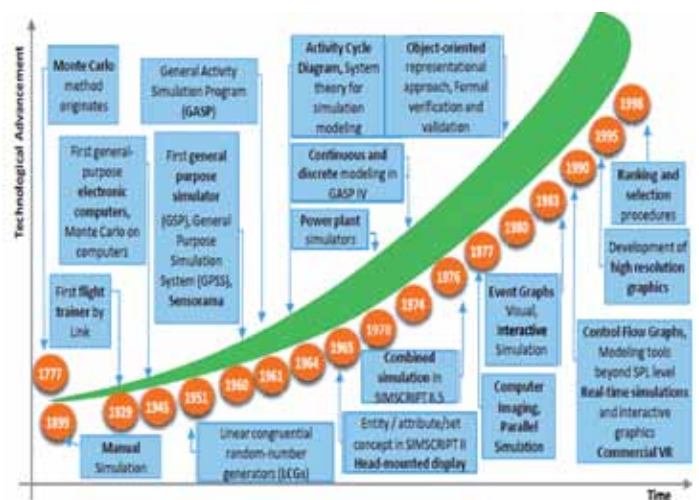 Technological Advancement
Monte Carlo
method
originates
General Activity
Simulation Program
(GASP)
Activity Cycle
Diagram, System
theory for
simulation
modeling
Object-oriented
representational
approach, Formal
verification and
validation
First general-
purpose
electronic
computers,
Monte Carlo on
computers
First general
purpose
simulator
(GSP), General
Purpose
Simulation
System (GPSS),
Sensorama
Continuous and
discrete modeling in
GASP IV
Power plant
simulators
First flight
trainer by
Link
Ranking and
selection
procedures
Development of
high resolution
graphics
Event Graphs
Visual,
Interactive
Simulation
Control Flow Graphs,
Modeling tools
beyond SPL level
Real-time simulations
and interactive
graphics
Commercial VR
Combined
simulation in
SIMSCRIPT II.5
Computer
Imaging,
Parallel
Simulation
Manual
Simulation
Linear congruential
random-number
generators (LCGs)
Entity / attribute/set
concept in SIMSCRIPT II
Head-mounted display
1777
1899
1929
1945
1951
1960
1961
1964
1965
1970
1974
1976
1977
1980
1983
1990
1995
1998
Time